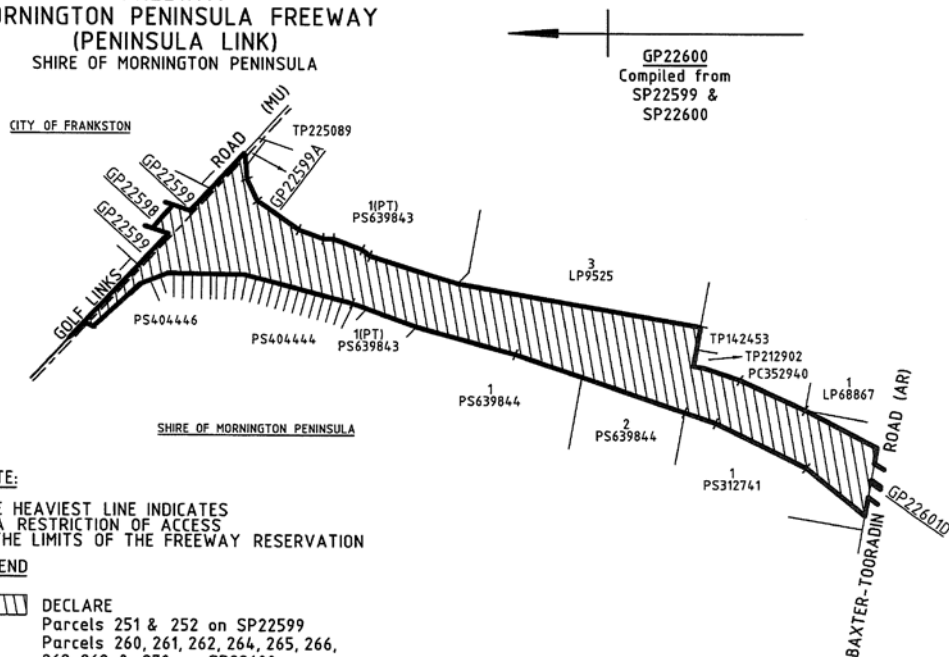 MORNINGTON PENINSULA FREEWAY
(PENINSULA LINK)
SHIRE OF MORNINGTON PENINSULA
GP22600
Compiled from
SP22599 &
SP22600
CITY OF FRANKSTON
ROAD
(MU)
TP225089
GP22599A
GP22599
GP22598
GP22599
GOLF LINKS
1(PT)
PS639843
3
LP9525
PS404446
PS404444
1(PT)
PS639843
TP142453
TP212902
PC352940
1
LP68867
1
PS639844
2
PS639844
1
PS312741
ROAD (AR)
GP22601D
BAXTER-TOORADIN
SHIRE OF MORNINGTON PENINSULA
TE:
E HEAVIEST LINE INDICATES
A RESTRICTION OF ACCESS
THE LIMITS OF THE FREEWAY RESERVATION
END
DECLARE
Parcels 251 & 252 on SP22599
Parcels 260, 261, 262, 264, 265, 266,